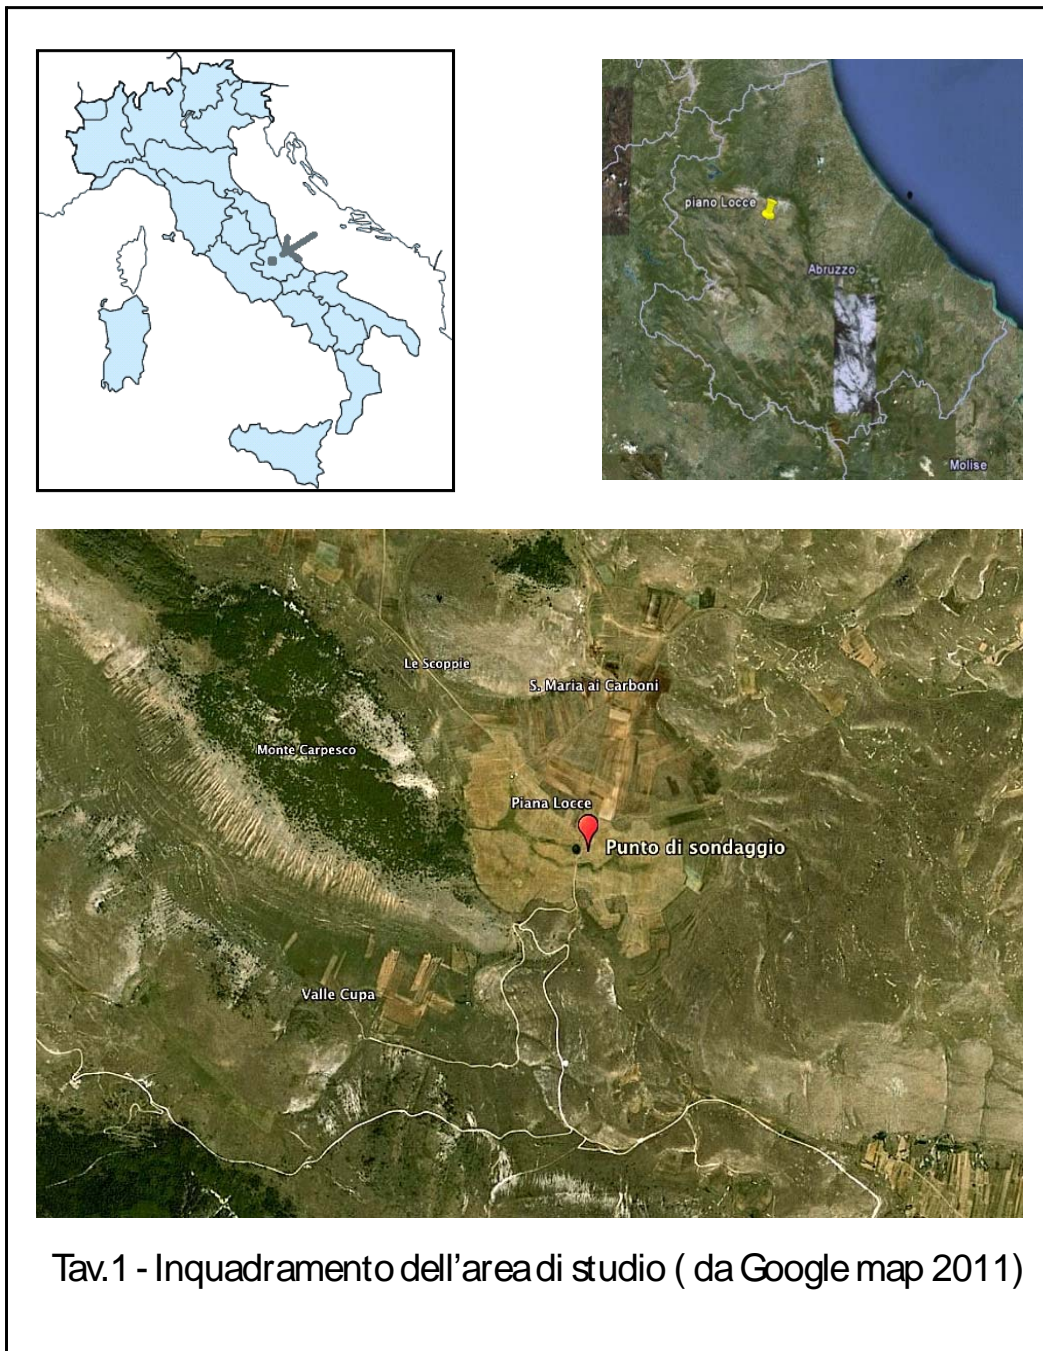 piano Locce
Abruzzo
Molise
Le Scoppie
S. Maria ai Carboni
Monte Carpesco
Piana Locce
Punto di sondaggio
Valle Cupa
Tav.1 - Inquadramento dell'area di studio ( da Google map 2011)